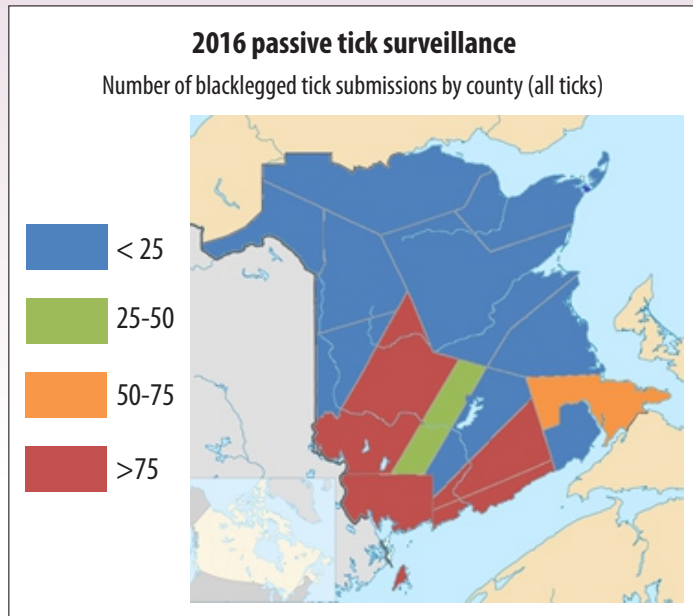 2016 passive tick surveillance
Number of blacklegged tick submissions by county (all ticks)
< 25
25-50
50-75
>75